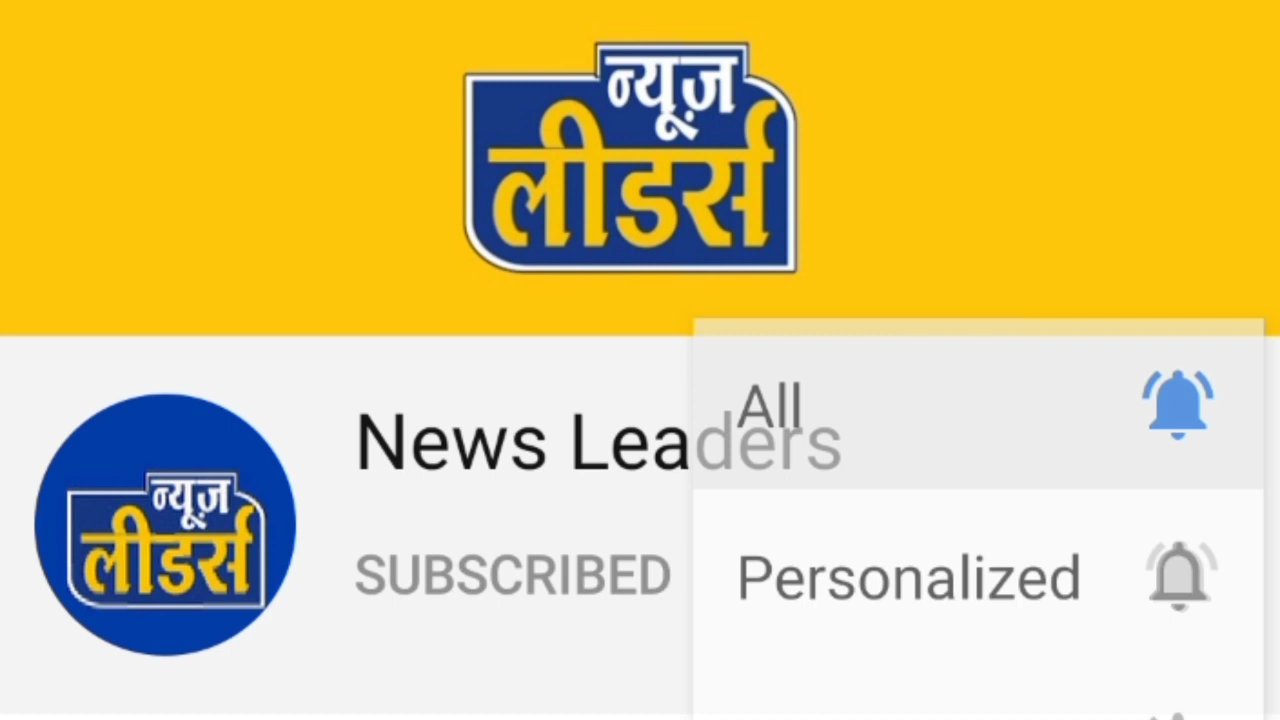 न्यूज़
लीडर्स
News Leaders
All
न्यूज़
लीडर्स
SUBSCRIBED
Personalized